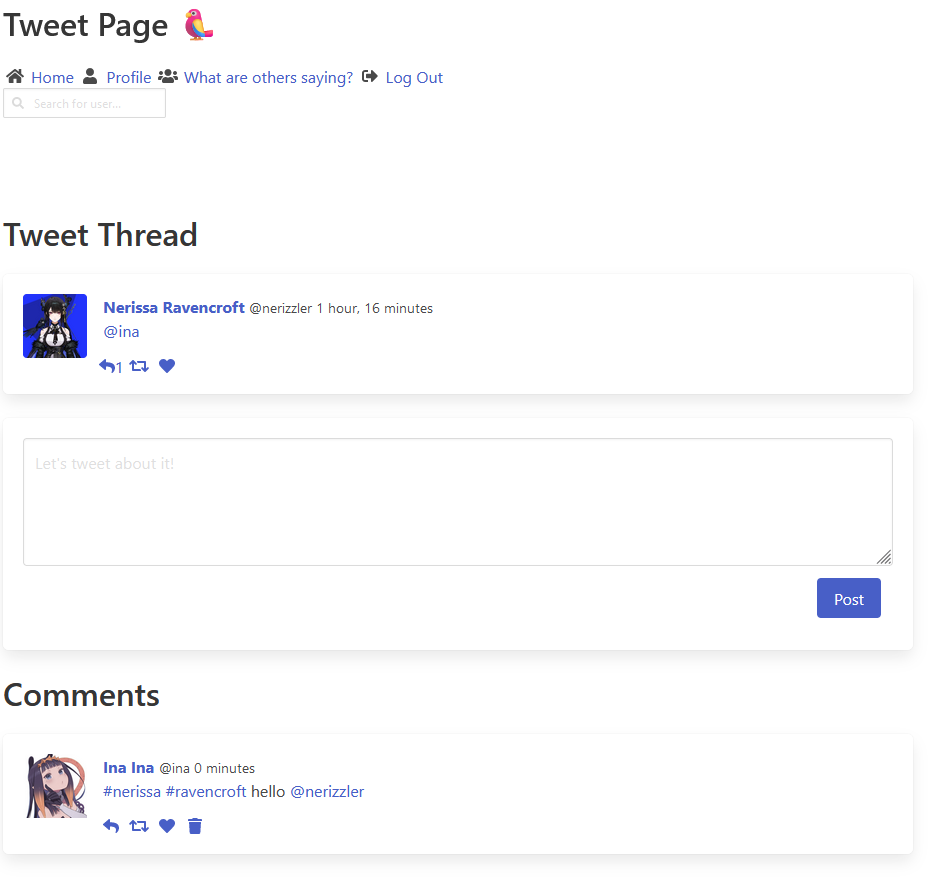 Tweet Page
Home Profile What are others saying? Log Out
Search for user...
Tweet Thread
Nerissa Ravencroft @nerizzler 1 hour, 16 minutes
@ina
1
Let's tweet about it!
Post
Comments
Ina Ina @ina 0 minutes
#nerissa #ravencroft hello @nerizzler